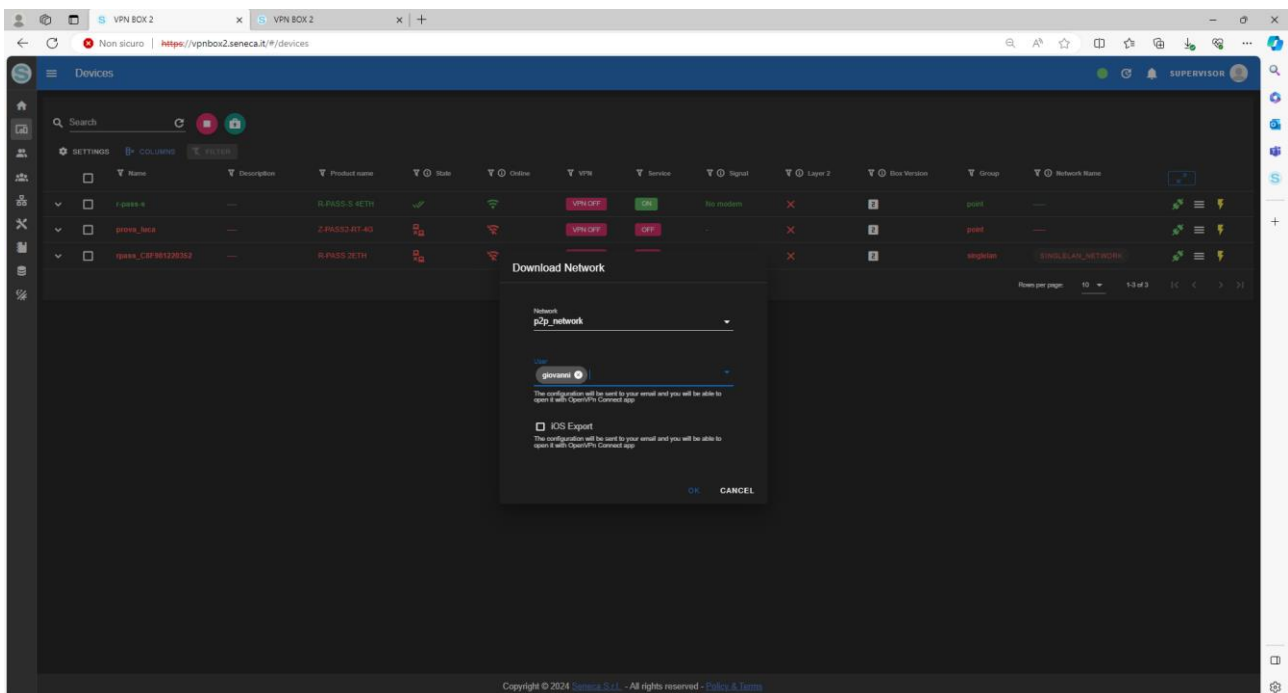 VPN BOX 2
VPN BOX 2
Non sicuro
https://vpnbox2.seneca.it/#/devices
Devices
SUPERVISOR
Search
SETTINGS
COLUMNS
FILTER
Name
Description
Product name
State
Online
VPN
Service
Signal
Layer 2
Box Version
Group
Network Name
r-pass-s
R-PASS-S 4ETH
VPN OFF
ON
No modem
2
point
prova_luca
Z-PASS2-RT-4G
VPN OFF
OFF
-
2
point
R-PASS 2ETH
2
singlelan
SINGLELAN_NETWORK
Rows per page: 10
1-3 of 3
Download Network
Network
p2p_network
User
giovanni
The configuration will be sent to your email and you will be able to
open it with OpenVPn Connect app
iOS Export
The configuration will be sent to your email and you will be able to
open it with OpenVPn Connect app
OK CANCEL
Copyright © 2024 Seneca S.r.l. - All rights reserved - Policy & Terms